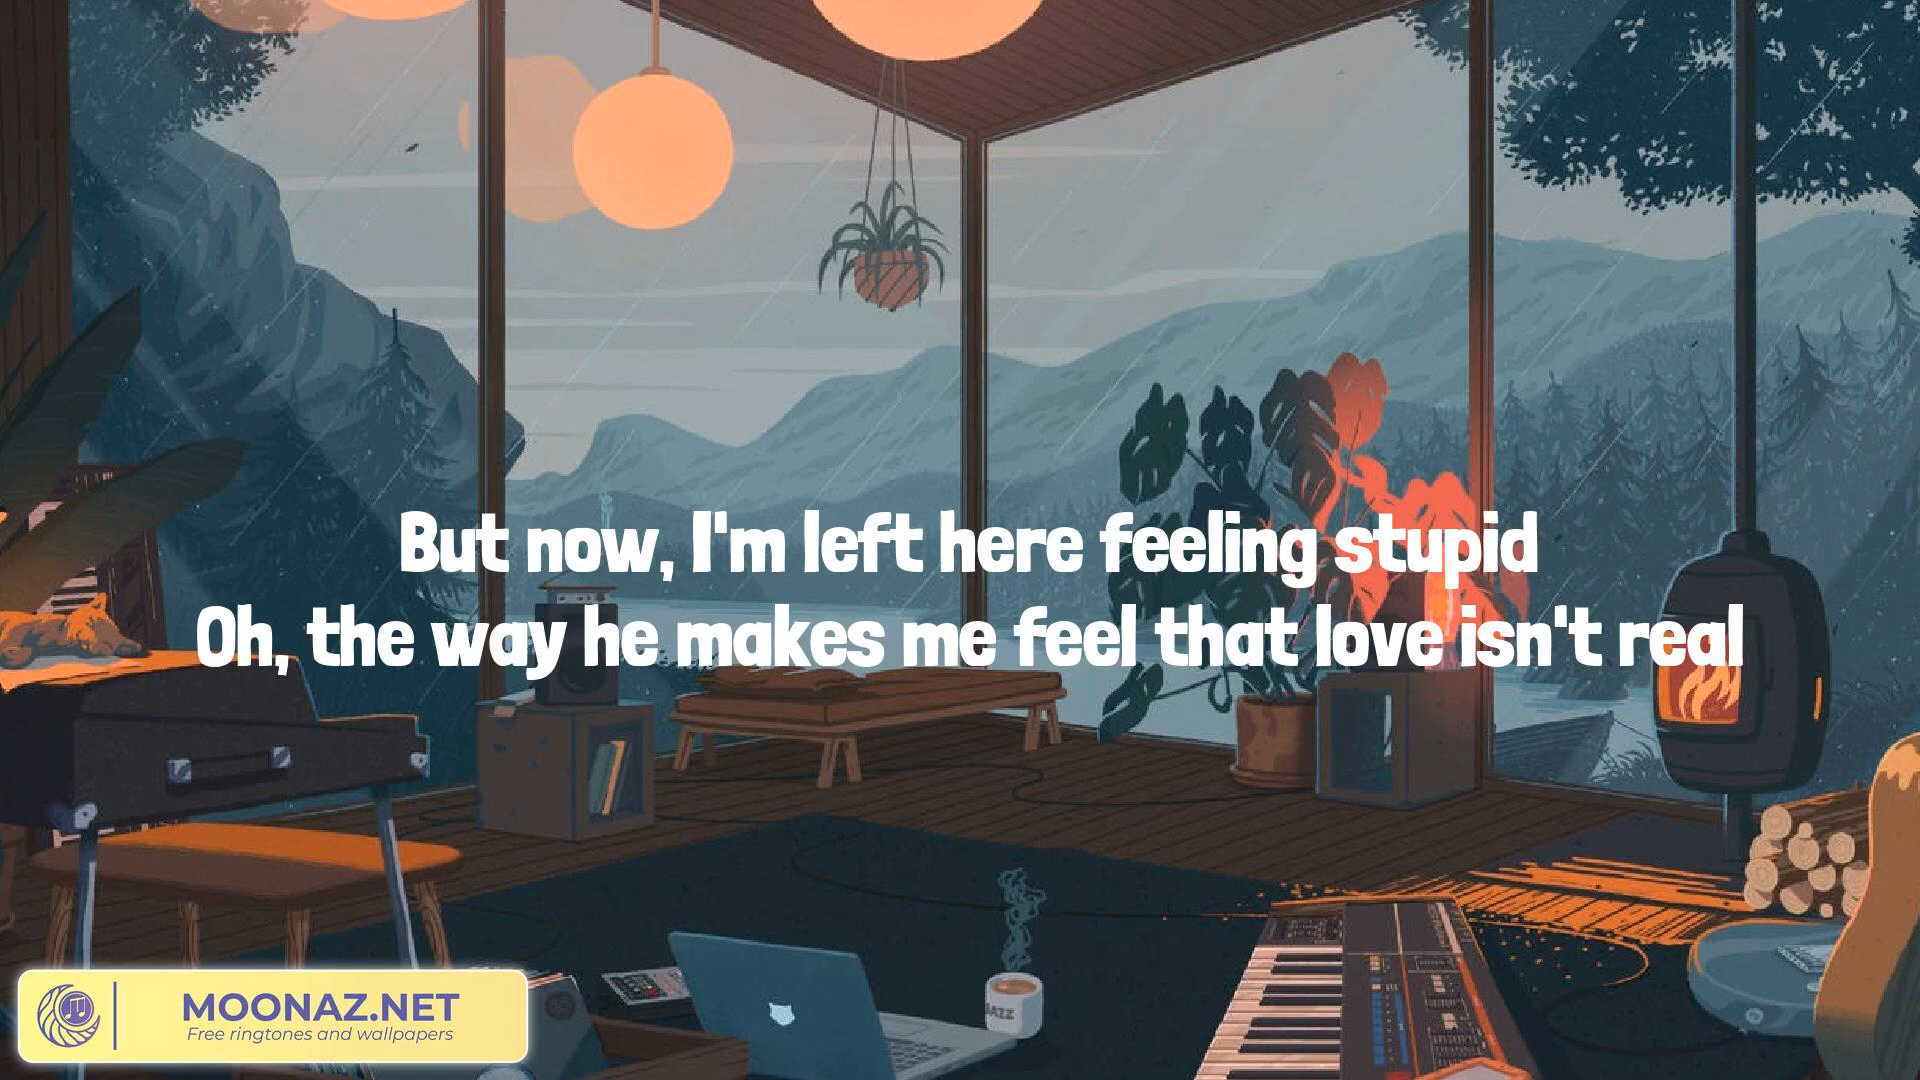 But now, I'm left here feeling stupid
Oh, the way he makes me feel that love isn't real
JAZZ
MOONAZ.NET
Free ringtones and wallpapers